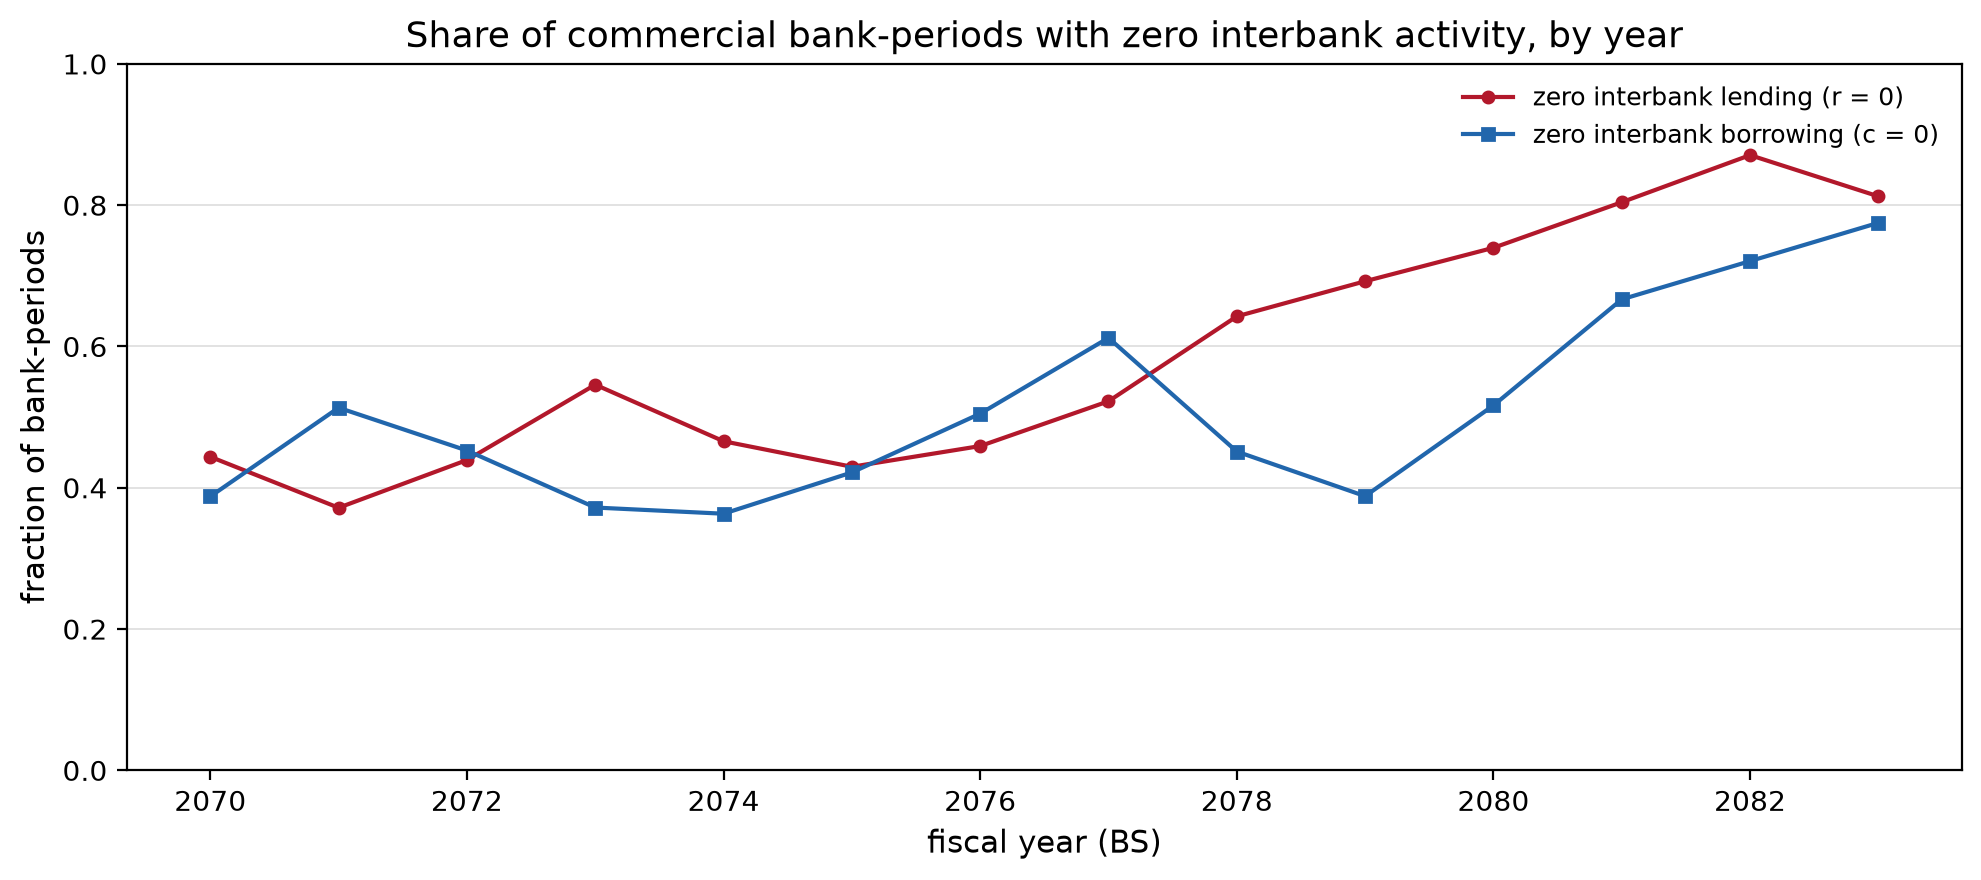 Share of commercial bank-periods with zero interbank activity, by year
zero interbank lending (r = 0)
zero interbank borrowing (c = 0)
fraction of bank-periods
1.0
0.8
0.6
0.4
0.2
0.0
2070 2072 2074 2076 2078 2080 2082
fiscal year (BS)